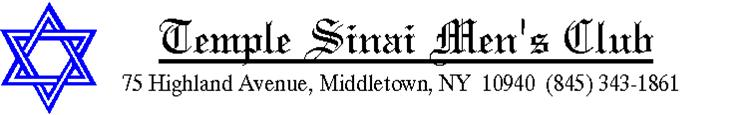 Temple Sinai Men's Club
75 Highland Avenue, Middletown, NY 10940 (845) 343-1861